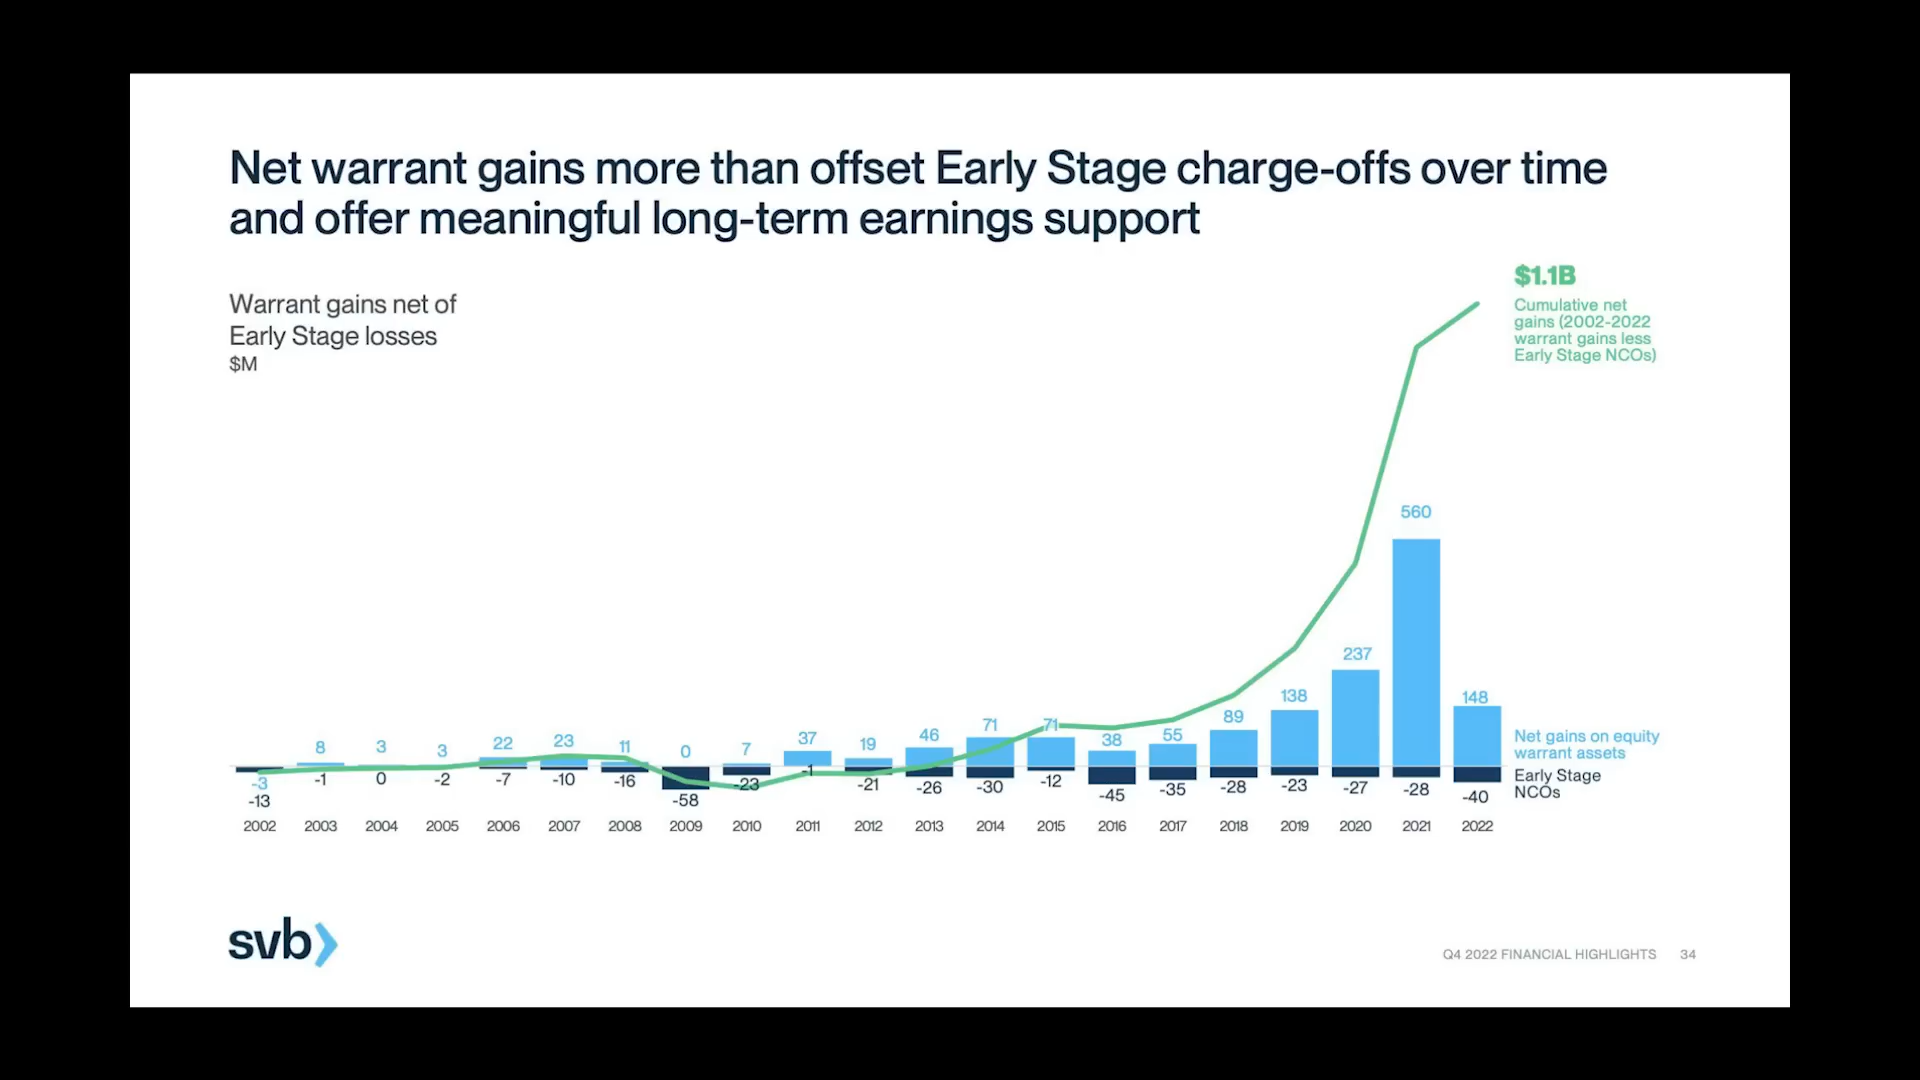 Net warrant gains more than offset Early Stage charge-offs over time
and offer meaningful long-term earnings support
Warrant gains net of
Early Stage losses
$M
$1.1B
Cumulative net
gains (2002-2022
warrant gains less
Early Stage NCOs)
-3 8 3 3 22 23 11 0 7 37 19 46 71 71 38 55 89 138 237 560 148
Net gains on equity
warrant assets
-13 -1 0 -2 -7 -10 -16 -58 -23 -1 -21 -26 -30 -12 -45 -35 -28 -23 -27 -28 -40
Early Stage
NCOs
2002 2003 2004 2005 2006 2007 2008 2009 2010 2011 2012 2013 2014 2015 2016 2017 2018 2019 2020 2021 2022
svb
Q4 2022 FINANCIAL HIGHLIGHTS 34